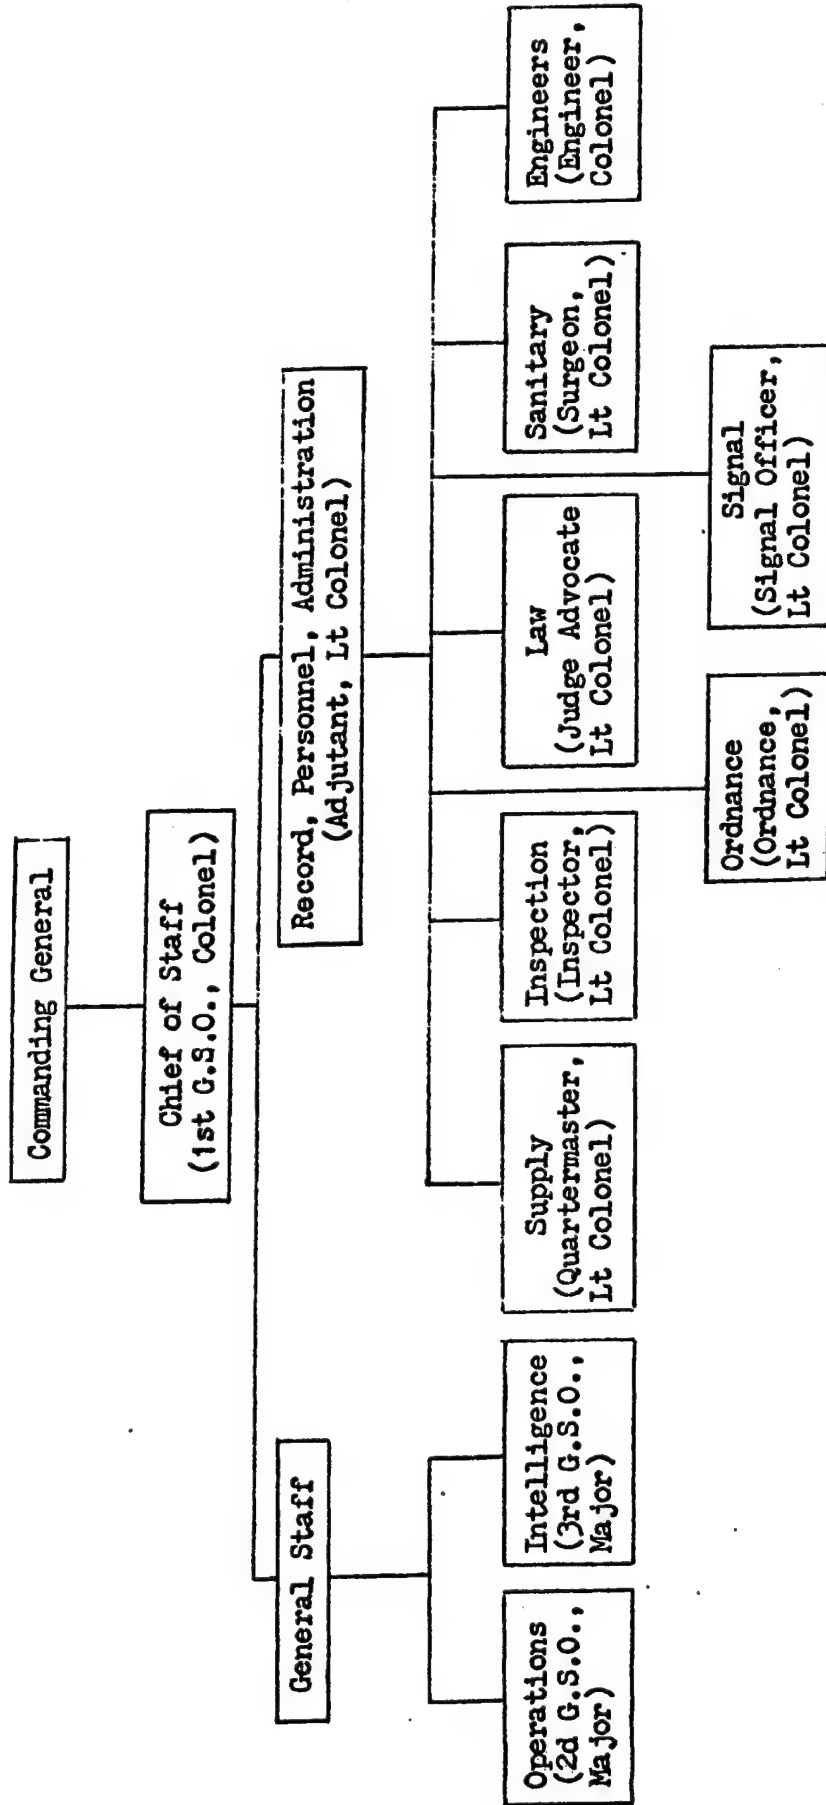 Commanding General
Chief of Staff
(1st G.S.O., Colonel)
General Staff
Record, Personnel, Administration
(Adjutant, Lt Colonel)
Operations
(2d G.S.O.,
Major)
Intelligence
(3rd G.S.O.,
Major)
Supply
(Quartermaster,
Lt Colonel)
Inspection
(Inspector,
Lt Colonel)
Law
(Judge Advocate
Lt Colonel)
Sanitary
(Surgeon,
Lt Colonel)
Engineers
(Engineer,
Colonel)
Ordnance
(Ordnance,
Lt Colonel)
Signal
(Signal Officer,
Lt Colonel)